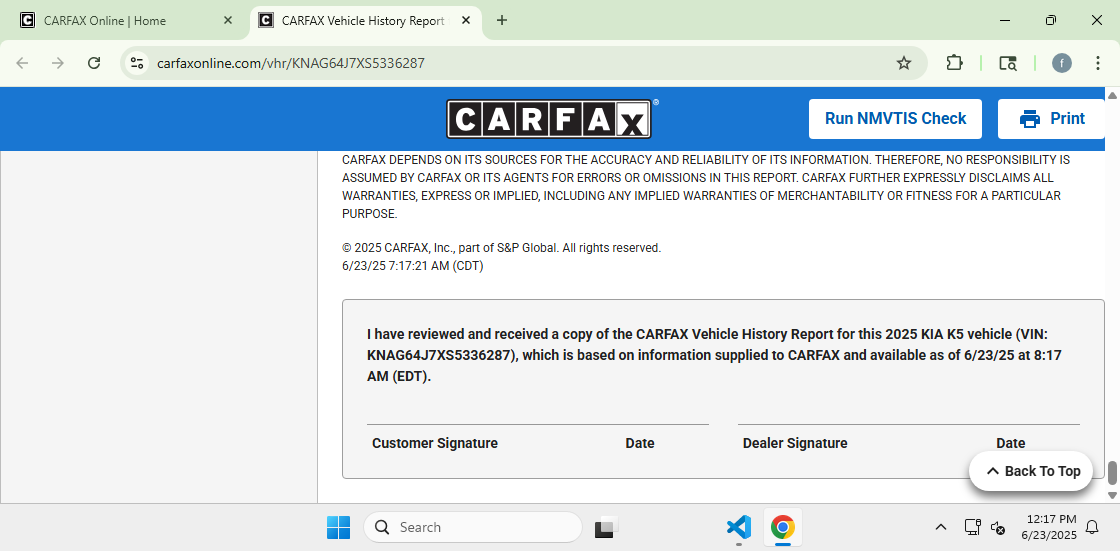 CARFAX Online | Home
CARFAX Vehicle History Report
carfaxonline.com/vhr/KNAG64J7XS5336287
f
CARFAX®
Run NMVTIS Check
Print
CARFAX DEPENDS ON ITS SOURCES FOR THE ACCURACY AND RELIABILITY OF ITS INFORMATION. THEREFORE, NO RESPONSIBILITY IS
ASSUMED BY CARFAX OR ITS AGENTS FOR ERRORS OR OMISSIONS IN THIS REPORT. CARFAX FURTHER EXPRESSLY DISCLAIMS ALL
WARRANTIES, EXPRESS OR IMPLIED, INCLUDING ANY IMPLIED WARRANTIES OF MERCHANTABILITY OR FITNESS FOR A PARTICULAR
PURPOSE.
© 2025 CARFAX, Inc., part of S&P Global. All rights reserved.
6/23/25 7:17:21 AM (CDT)
I have reviewed and received a copy of the CARFAX Vehicle History Report for this 2025 KIA K5 vehicle (VIN:
KNAG64J7XS5336287), which is based on information supplied to CARFAX and available as of 6/23/25 at 8:17
AM (EDT).
Customer Signature Date Dealer Signature Date
Back To Top
Search
12:17 PM
6/23/2025